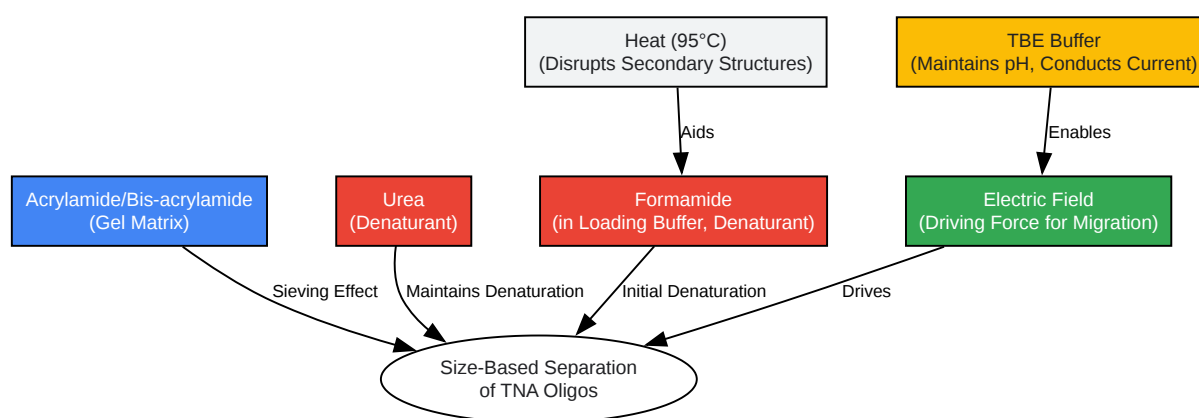 Heat (95°C)
(Disrupts Secondary Structures)
TBE Buffer
(Maintains pH, Conducts Current)
Aids
Enables
Acrylamide/Bis-acrylamide
(Gel Matrix)
Urea
(Denaturant)
Formamide
(in Loading Buffer, Denaturant)
Electric Field
(Driving Force for Migration)
Sieving Effect
Maintains Denaturation
Initial Denaturation
Drives
Size-Based Separation
of TNA Oligos